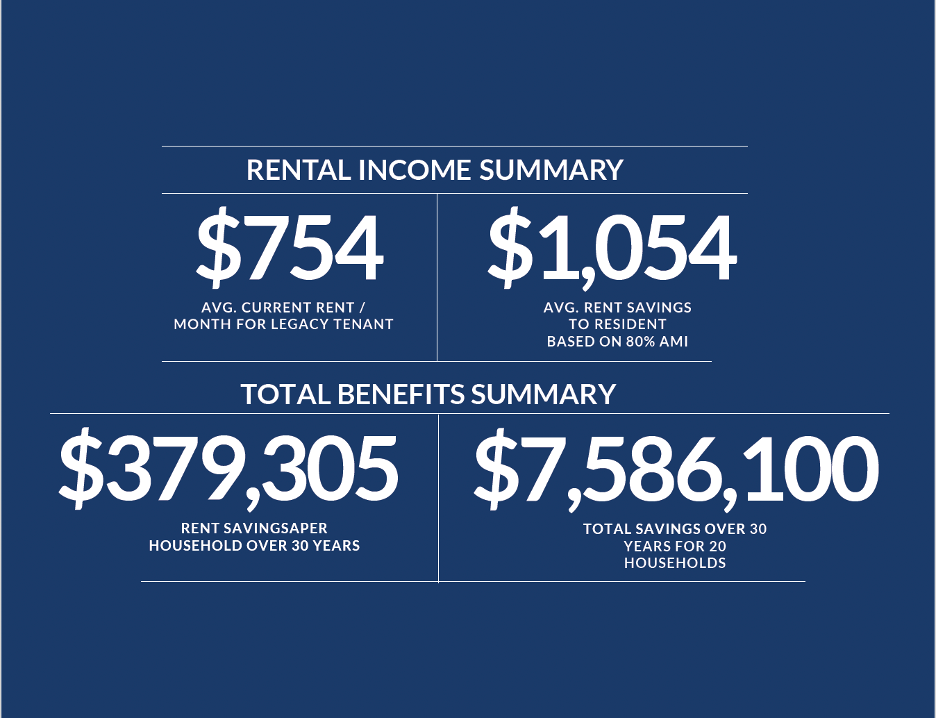 RENTAL INCOME SUMMARY
$754
AVG. CURRENT RENT /
MONTH FOR LEGACY TENANT
$1,054
AVG. RENT SAVINGS
TO RESIDENT
BASED ON 80% AMI
TOTAL BENEFITS SUMMARY
$379,305
RENT SAVINGSAPER
HOUSEHOLD OVER 30 YEARS
$7,586,100
TOTAL SAVINGS OVER 30
YEARS FOR 20
HOUSEHOLDS